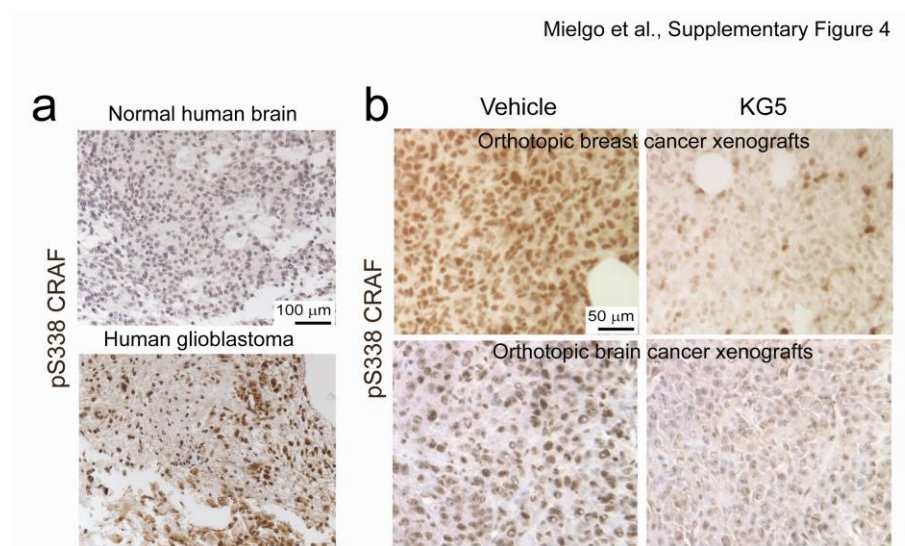 Mielgo et al., Supplementary Figure 4
a
Normal human brain
pS338 CRAF
100 μm
Human glioblastoma
b
Vehicle
KG5
Orthotopic breast cancer xenografts
pS338 CRAF
50 μm
Orthotopic brain cancer xenografts